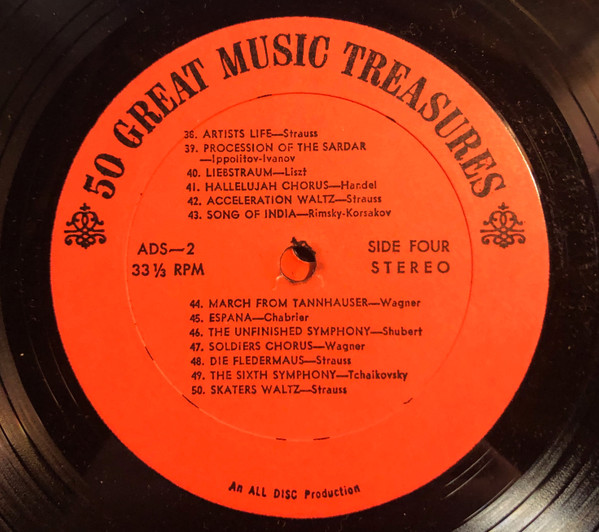 50 GREAT MUSIC TREASURES
38. ARTISTS LIFE—Strauss
39. PROCESSION OF THE SARDAR
—Ippolitov-Ivanov
40. LIEBSTRAUM—Liszt
41. HALLELUJAH CHORUS—Handel
42. ACCELERATION WALTZ—Strauss
43. SONG OF INDIA—Rimsky-Korsakov
ADS—2
33⅓ RPM
SIDE FOUR
STEREO
44. MARCH FROM TANNHAUSER—Wagner
45. ESPANA—Chabrier
46. THE UNFINISHED SYMPHONY—Shubert
47. SOLDIERS CHORUS—Wagner
48. DIE FLEDERMAUS—Strauss
49. THE SIXTH SYMPHONY—Tchaikovsky
50. SKATERS WALTZ—Strauss
An ALL DISC Production